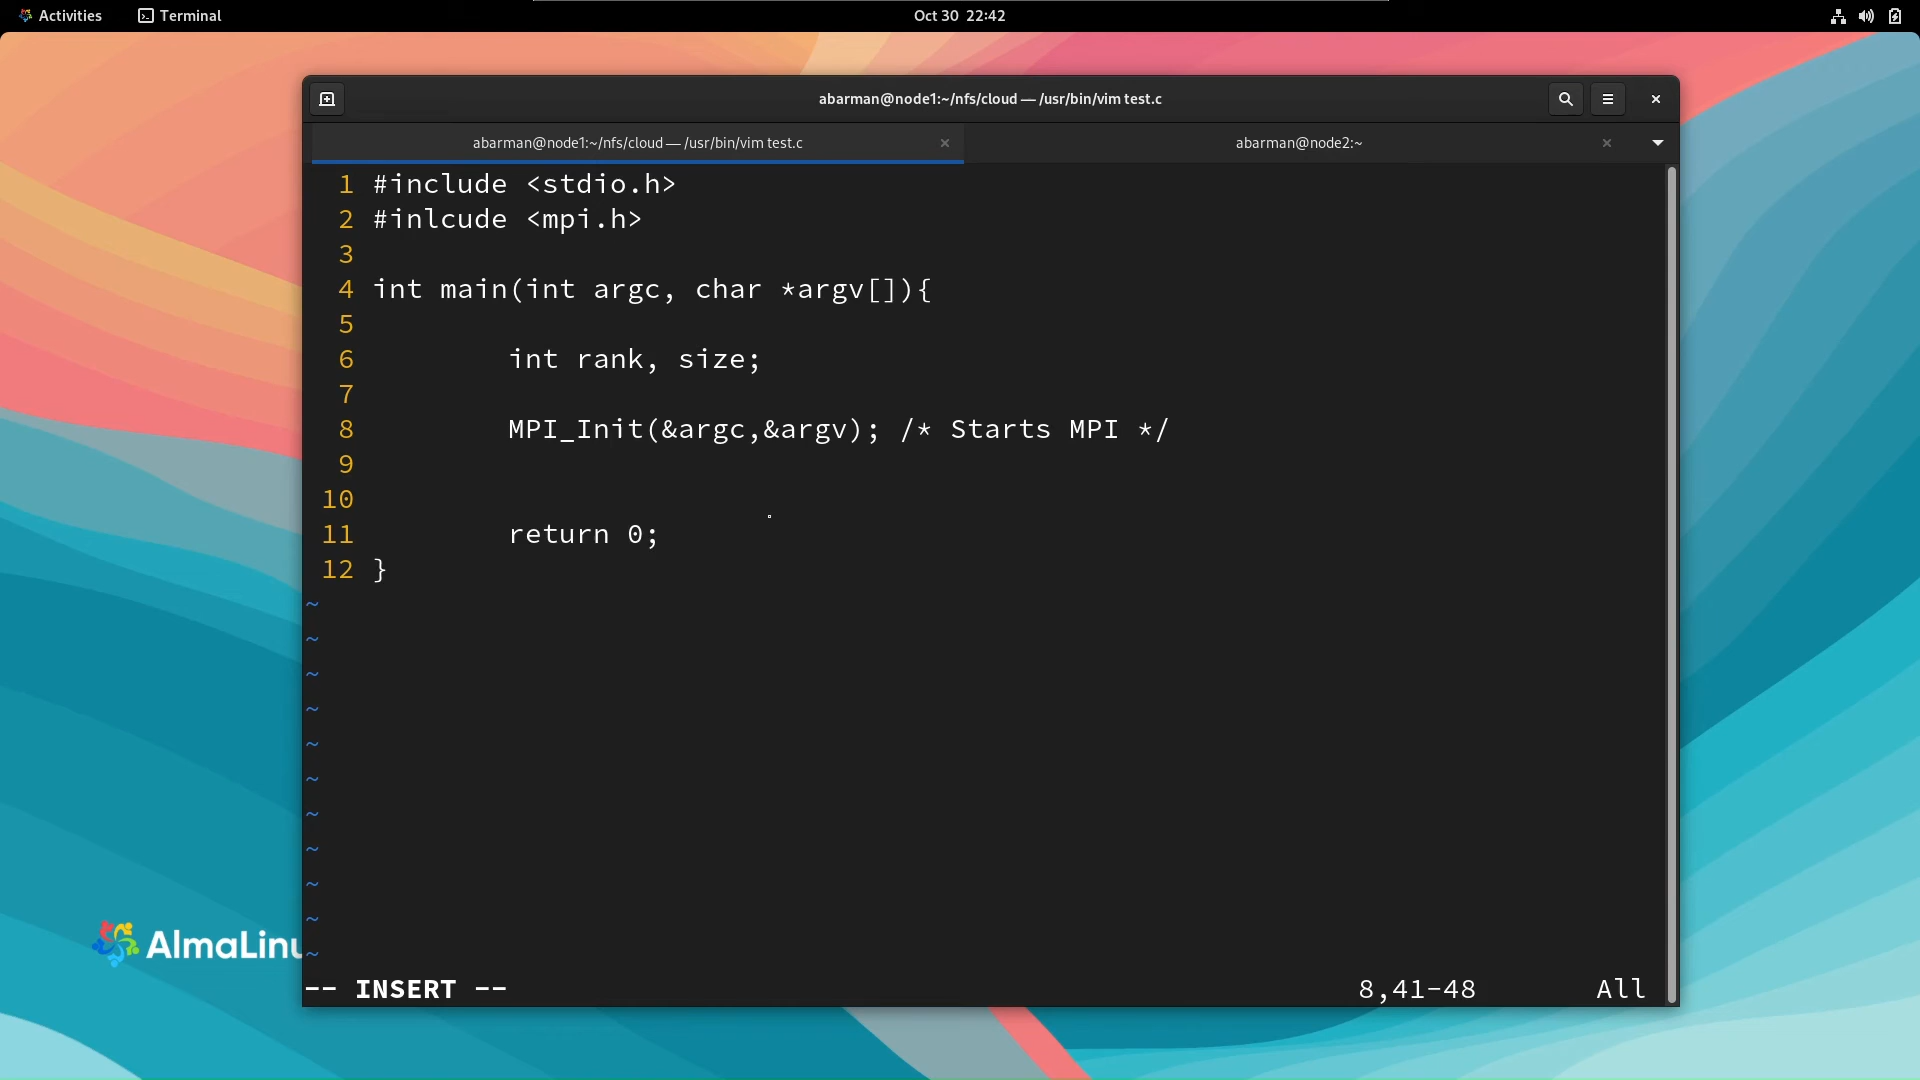 Activities Terminal Oct 30 22:42
abarman@node1:~/nfs/cloud — /usr/bin/vim test.c
abarman@node1:~/nfs/cloud — /usr/bin/vim test.c abarman@node2:~
1 #include <stdio.h>
2 #inlcude <mpi.h>
3
4 int main(int argc, char *argv[]){
5
6 int rank, size;
7
8 MPI_Init(&argc,&argv); /* Starts MPI */
9
10
11 return 0;
12 }
~
~
~
~
~
~
~
~
~
~
~
AlmaLinu
-- INSERT -- 8,41-48 All